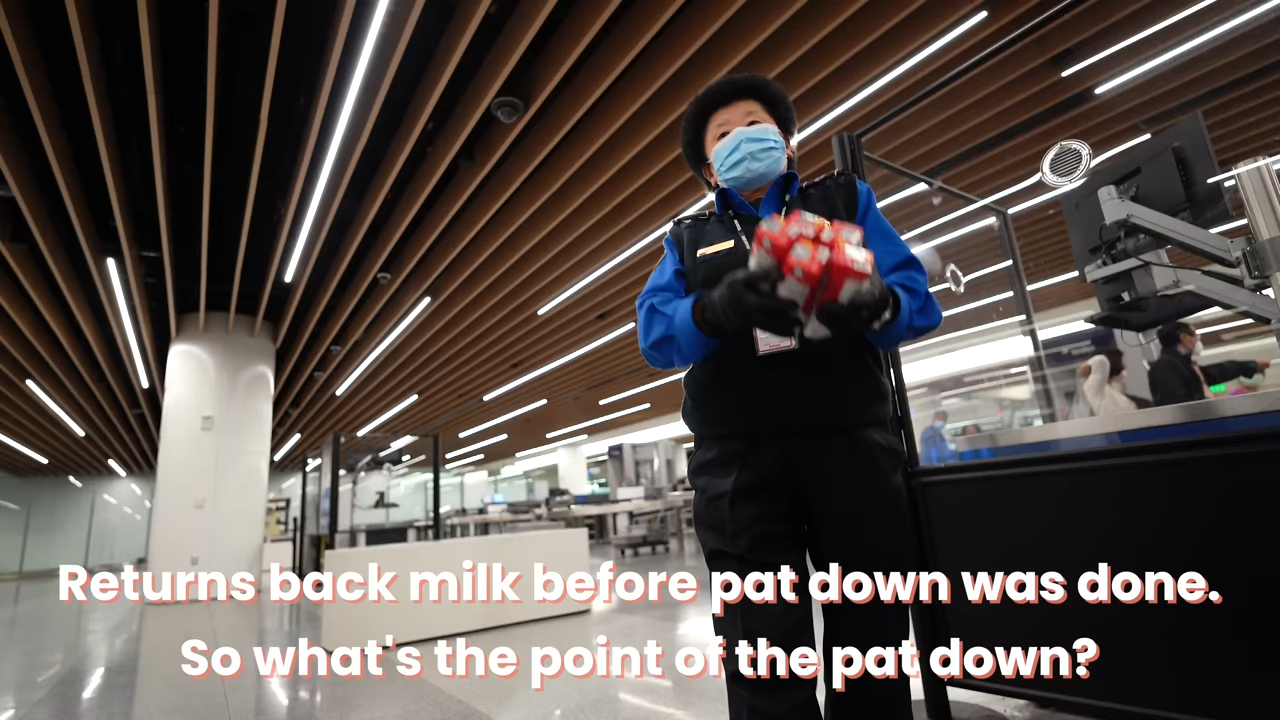 Returns back milk before pat down was done.
So what's the point of the pat down?